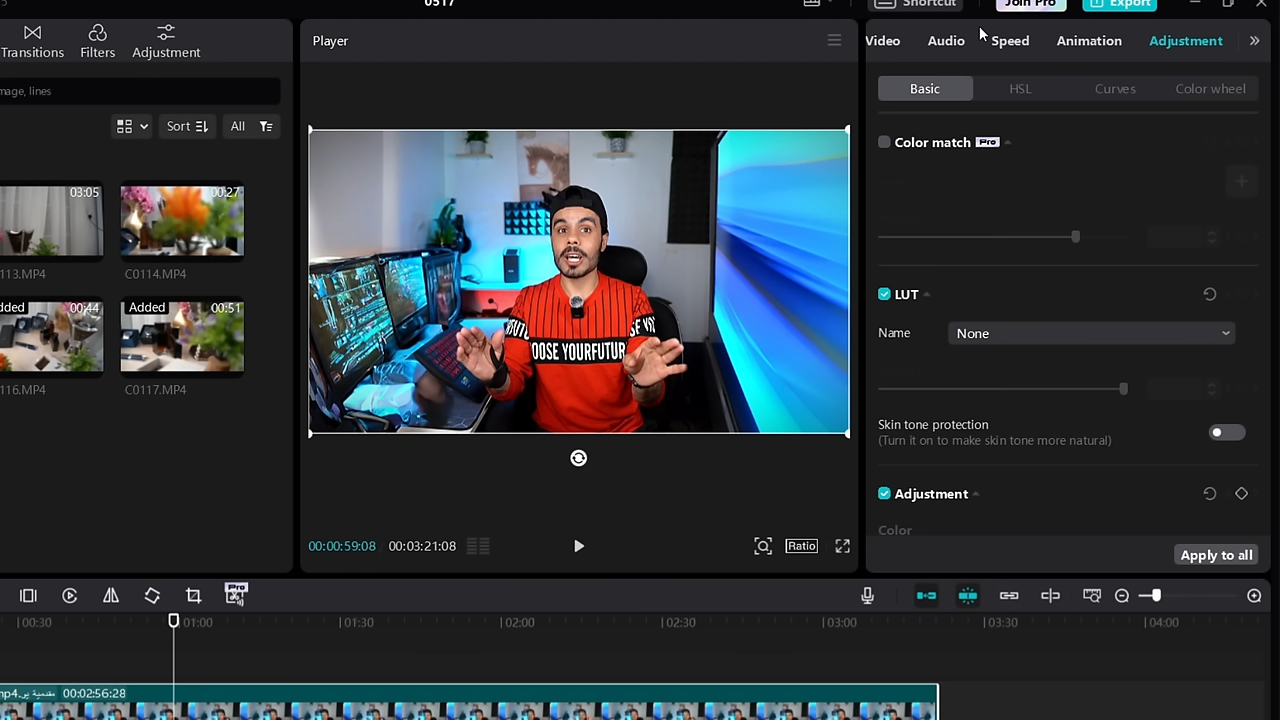 0517
Shortcut
Join Pro
Export
Transitions
Filters
Adjustment
mage, lines
Sort
All
03:05
00:27
113.MP4
C0114.MP4
dded
00:44
Added
00:51
116.MP4
C0117.MP4
Player
OOSE YOURFUTUR
00:00:59:08
00:03:21:08
Ratio
Video
Audio
Speed
Animation
Adjustment
Basic
HSL
Curves
Color wheel
Color match Pro
LUT
Name
None
Skin tone protection
(Turn it on to make skin tone more natural)
Adjustment
Color
Apply to all
Pro
00:30
01:00
01:30
02:00
02:30
03:00
03:30
04:00
00:02:56:28